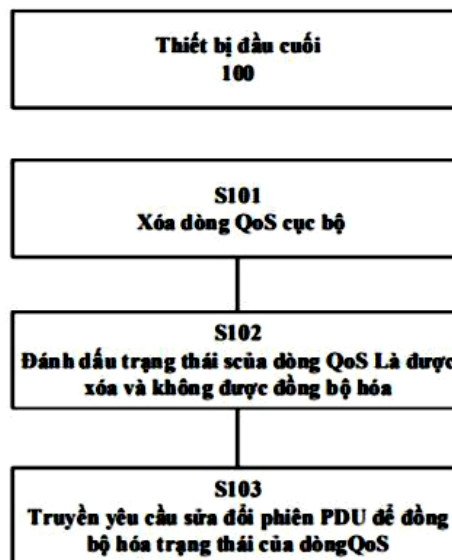 Thiết bị đầu cuối
100
S101
Xóa dòng QoS cục bộ
S102
Đánh dấu trạng thái scủa dòng QoS Là được
xóa và không được đồng bộ hóa
S103
Truyền yêu cầu sửa đổi phiên PDU để đồng
bộ hóa trạng thái của dòngQoS